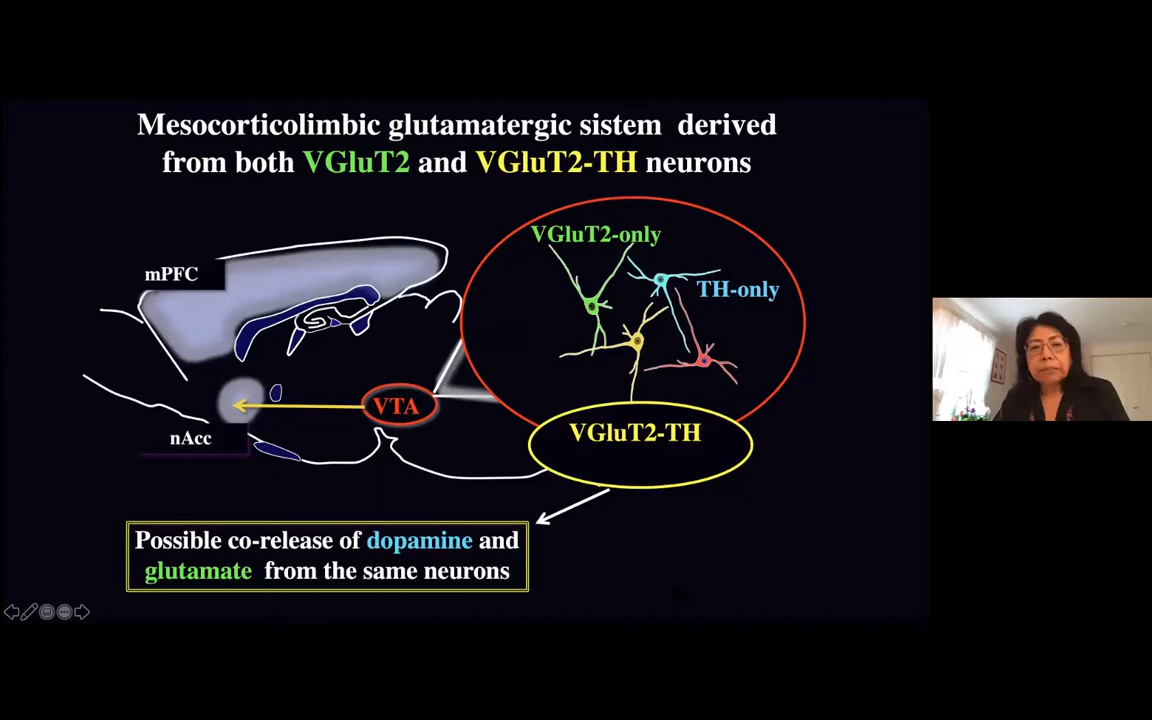 Mesocorticolimbic glutamatergic sistem derived
from both VGluT2 and VGluT2-TH neurons
VGluT2-only
mPFC
TH-only
VTA
nAcc
VGluT2-TH
Possible co-release of dopamine and
glutamate from the same neurons